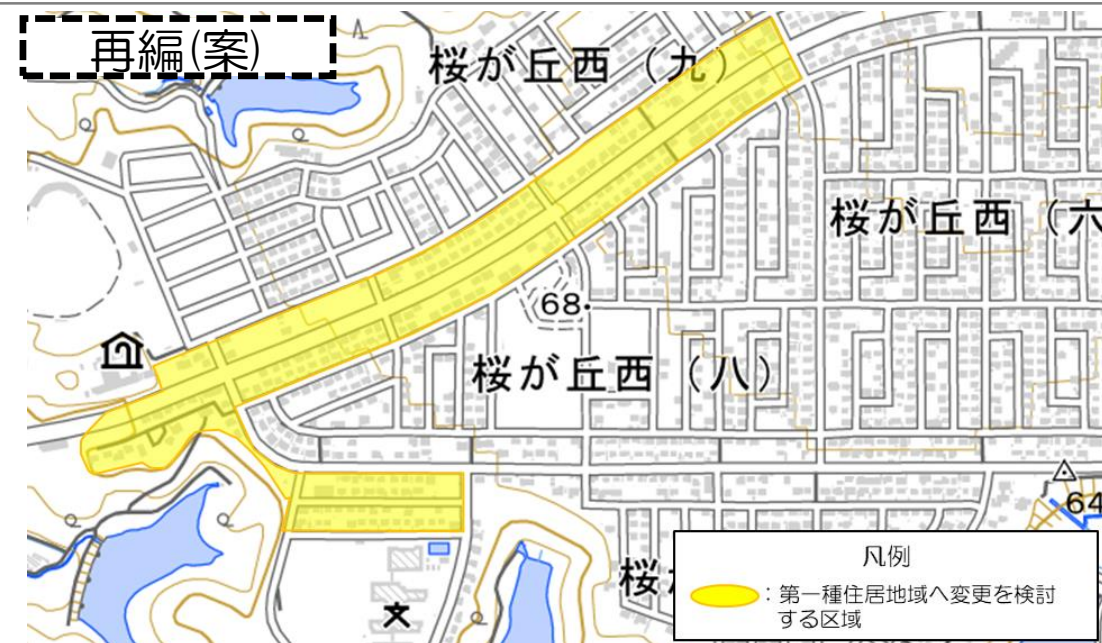 再編(案)
桜が丘西(九)
桜が丘西(六
68
桜が丘西(八)
64
桜
凡例
:第一種住居地域へ変更を検討
する区域